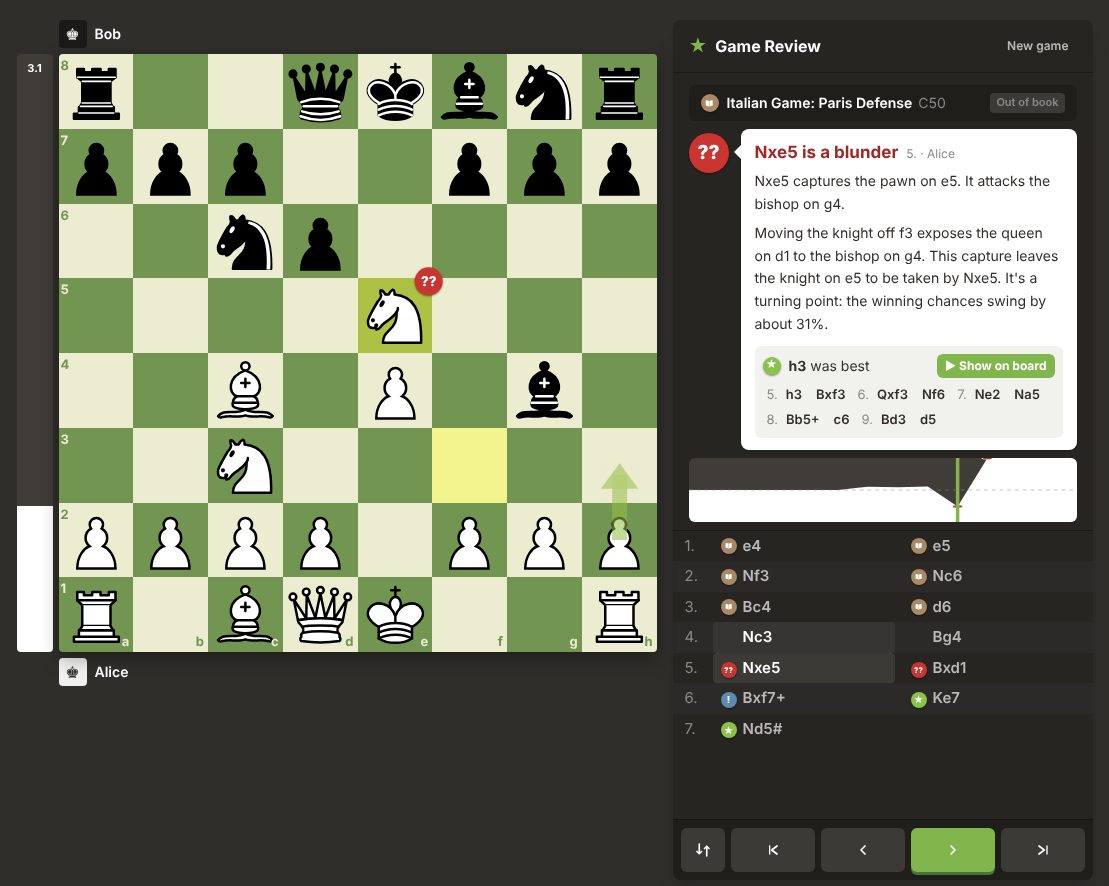 Bob
3.1
8
7
6
5
??
4
3
2
1
a b c d e f g h
Alice
Game Review
New game
Italian Game: Paris Defense C50
Out of book
??
Nxe5 is a blunder 5. · Alice
Nxe5 captures the pawn on e5. It attacks the
bishop on g4.
Moving the knight off f3 exposes the queen
on d1 to the bishop on g4. This capture leaves
the knight on e5 to be taken by Nxe5. It's a
turning point: the winning chances swing by
about 31%.
h3 was best
Show on board
5. h3 Bxf3 6. Qxf3 Nf6 7. Ne2 Na5
8. Bb5+ c6 9. Bd3 d5
1. e4 e5
2. Nf3 Nc6
3. Bc4 d6
4. Nc3 Bg4
5. ?? Nxe5 ?? Bxd1
6. ! Bxf7+ Ke7
7. Nd5#